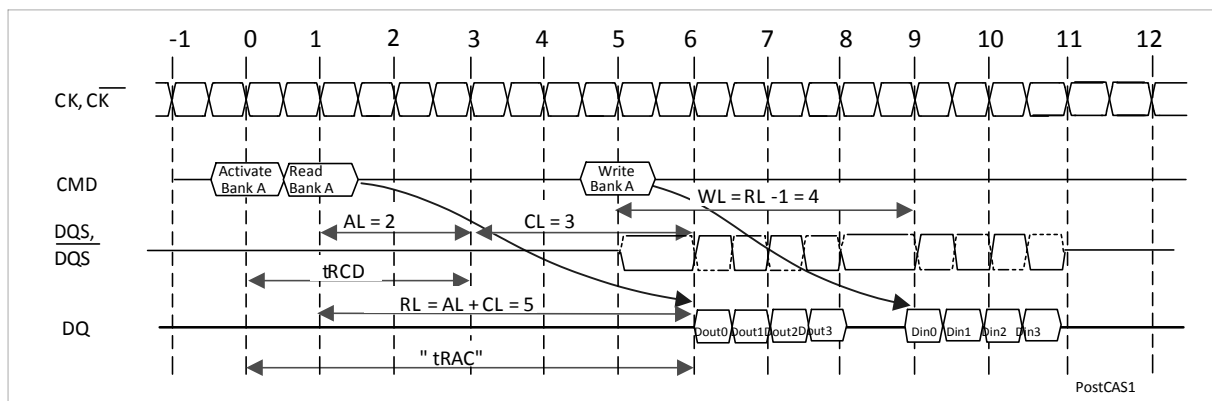 -1 0 1 2 3 4 5 6 7 8 9 10 11 12
CK, CK
CMD
Activate
Bank A
Read
Bank A
Write
Bank A
WL = RL - 1 = 4
AL = 2
CL = 3
DQS,
DQS
tRCD
RL = AL + CL = 5
DQ
Dout0 Dout1 Dout2 Dout3
Din0 Din1 Din2 Din3
" tRAC"
PostCAS1